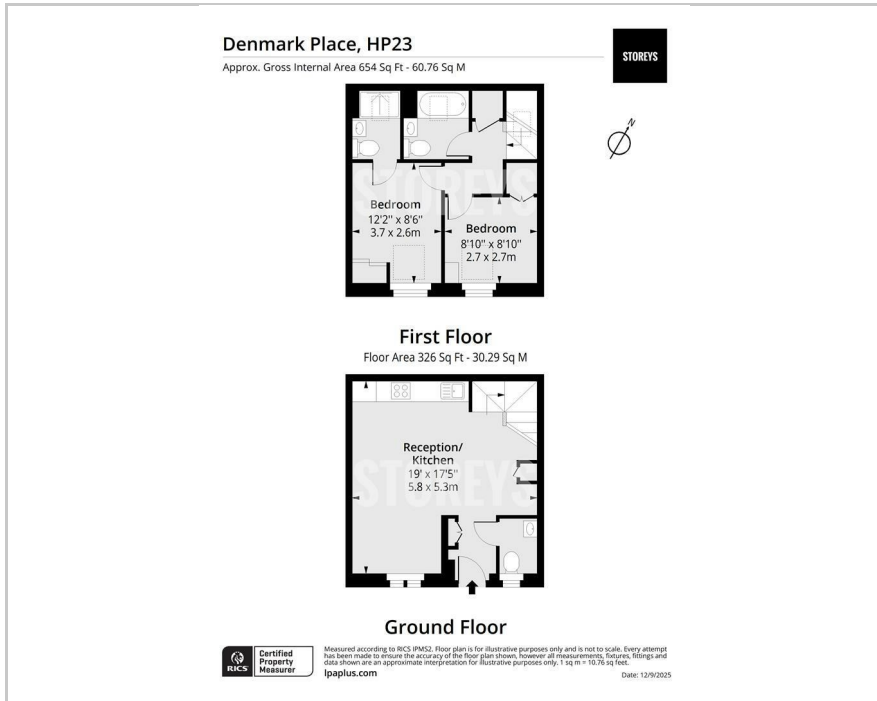 Denmark Place, HP23
Approx. Gross Internal Area 654 Sq Ft - 60.76 Sq M
STOREYS
N
STOREYS
Bedroom
12'2" x 8'6"
3.7 x 2.6m
Bedroom
8'10" x 8'10"
2.7 x 2.7m
First Floor
Floor Area 326 Sq Ft - 30.29 Sq M
Reception/
Kitchen
19' x 17'5"
5.8 x 5.3m
STOREYS
Ground Floor
RICS
Certified
Property
Measurer
Measured according to RICS IPMS2. Floor plan is for illustrative purposes only and is not to scale. Every attempt
has been made to ensure the accuracy of the floor plan shown, however all measurements, fixtures, fittings and
data shown are an approximate interpretation for illustrative purposes only. 1 sq m = 10.76 sq feet.
lpaplus.com
Date: 12/9/2025